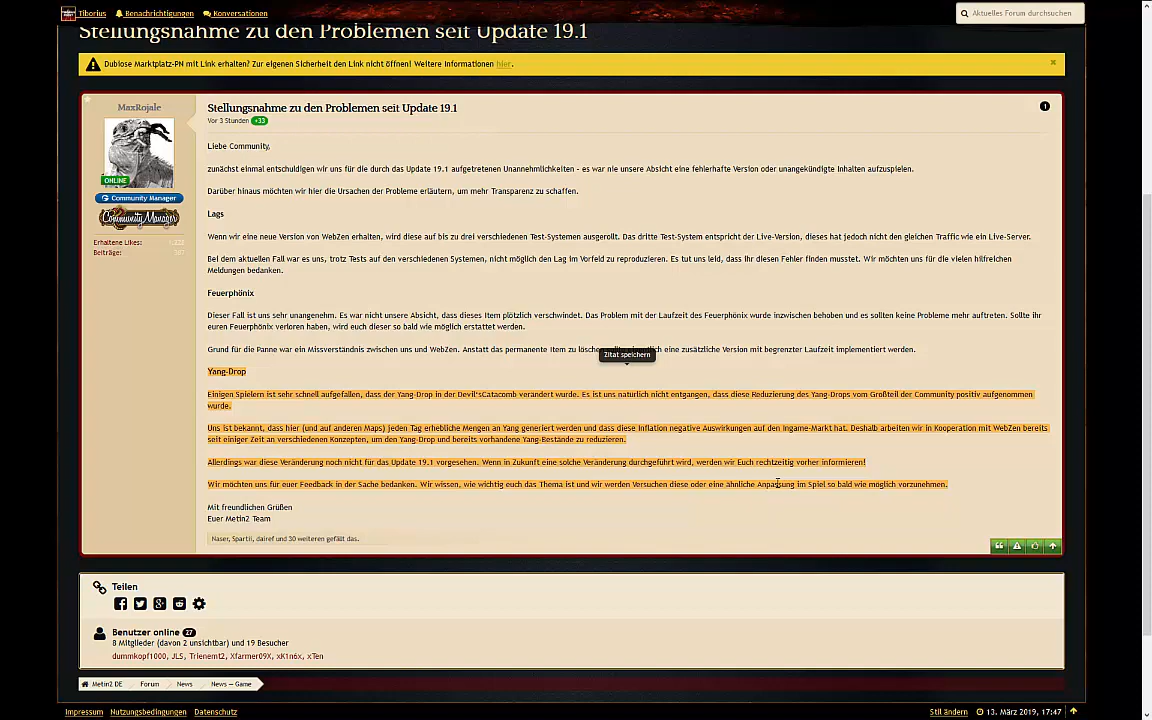 Tiborius Benachrichtigungen Konversationen
Aktuelles Forum durchsuchen
Stellungsnahme zu den Problemen seit Update 19.1
Dubiose Marktplatz-PN mit Link erhalten? Zur eigenen Sicherheit den Link nicht öffnen! Weitere Informationen hier.
MaxRojale
ONLINE
Community Manager
Community Manager
Erhaltene Likes:
Beiträge:
Stellungsnahme zu den Problemen seit Update 19.1
1
Vor 3 Stunden +33
Liebe Community,
zunächst einmal entschuldigen wir uns für die durch das Update 19.1 aufgetretenen Unannehmlichkeiten - es war nie unsere Absicht eine fehlerhafte Version oder unangekündigte Inhalten aufzuspielen.
Darüber hinaus möchten wir hier die Ursachen der Probleme erläutern, um mehr Transparenz zu schaffen.
Lags
Wenn wir eine neue Version von WebZen erhalten, wird diese auf bis zu drei verschiedenen Test-Systemen ausgerollt. Das dritte Test-System entspricht der Live-Version, dieses hat jedoch nicht den gleichen Traffic wie ein Live-Server.
Bei dem aktuellen Fall war es uns, trotz Tests auf den verschiedenen Systemen, nicht möglich den Lag im Vorfeld zu reproduzieren. Es tut uns leid, dass ihr diesen Fehler finden musstet. Wir möchten uns für die vielen hilfreichen
Meldungen bedanken.
Feuerphönix
Dieser Fall ist uns sehr unangenehm. Es war nicht unsere Absicht, dass dieses Item plötzlich verschwindet. Das Problem mit der Laufzeit des Feuerphönix wurde inzwischen behoben und es sollten keine Probleme mehr auftreten. Sollte ihr
euren Feuerphönix verloren haben, wird euch dieser so bald wie möglich erstattet werden.
Grund für die Panne war ein Missverständnis zwischen uns und WebZen. Anstatt das permanente Item zu löschen eine zusätzliche Version mit begrenzter Laufzeit implementiert werden.
Zitat speichern
Yang-Drop
Einigen Spielern ist sehr schnell aufgefallen, dass der Yang-Drop in der Devil'sCatacomb verändert wurde. Es ist uns natürlich nicht entgangen, dass diese Reduzierung des Yang-Drops vom Großteil der Community positiv aufgenommen
wurde.
Uns ist bekannt, dass hier (und auf anderen Maps) jeden Tag erhebliche Mengen an Yang generiert werden und dass diese Inflation negative Auswirkungen auf den Ingame-Markt hat. Deshalb arbeiten wir in Kooperation mit WebZen bereits
seit einiger Zeit an verschiedenen Konzepten, um den Yang-Drop und bereits vorhandene Yang-Bestände zu reduzieren.
Allerdings war diese Veränderung noch nicht für das Update 19.1 vorgesehen. Wenn in Zukunft eine solche Veränderung durchgeführt wird, werden wir Euch rechtzeitig vorher informieren!
Wir möchten uns für euer Feedback in der Sache bedanken. Wir wissen, wie wichtig euch das Thema ist und wir werden Versuchen diese oder eine ähnliche Anpassung im Spiel so bald wie möglich vorzunehmen.
Mit freundlichen Grüßen
Euer Metin2 Team
Naser, Spartii, dairef und 30 weiteren gefällt das.
Teilen
Benutzer online 27
8 Mitglieder (davon 2 unsichtbar) und 19 Besucher
dummkopf1000, JLS, Trienemt2, Xfarmer09X, xK1n6x, xTen
Metin2 DE Forum News News – Game
Impressum Nutzungsbedingungen Datenschutz
Stil ändern 13. März 2019, 17:47